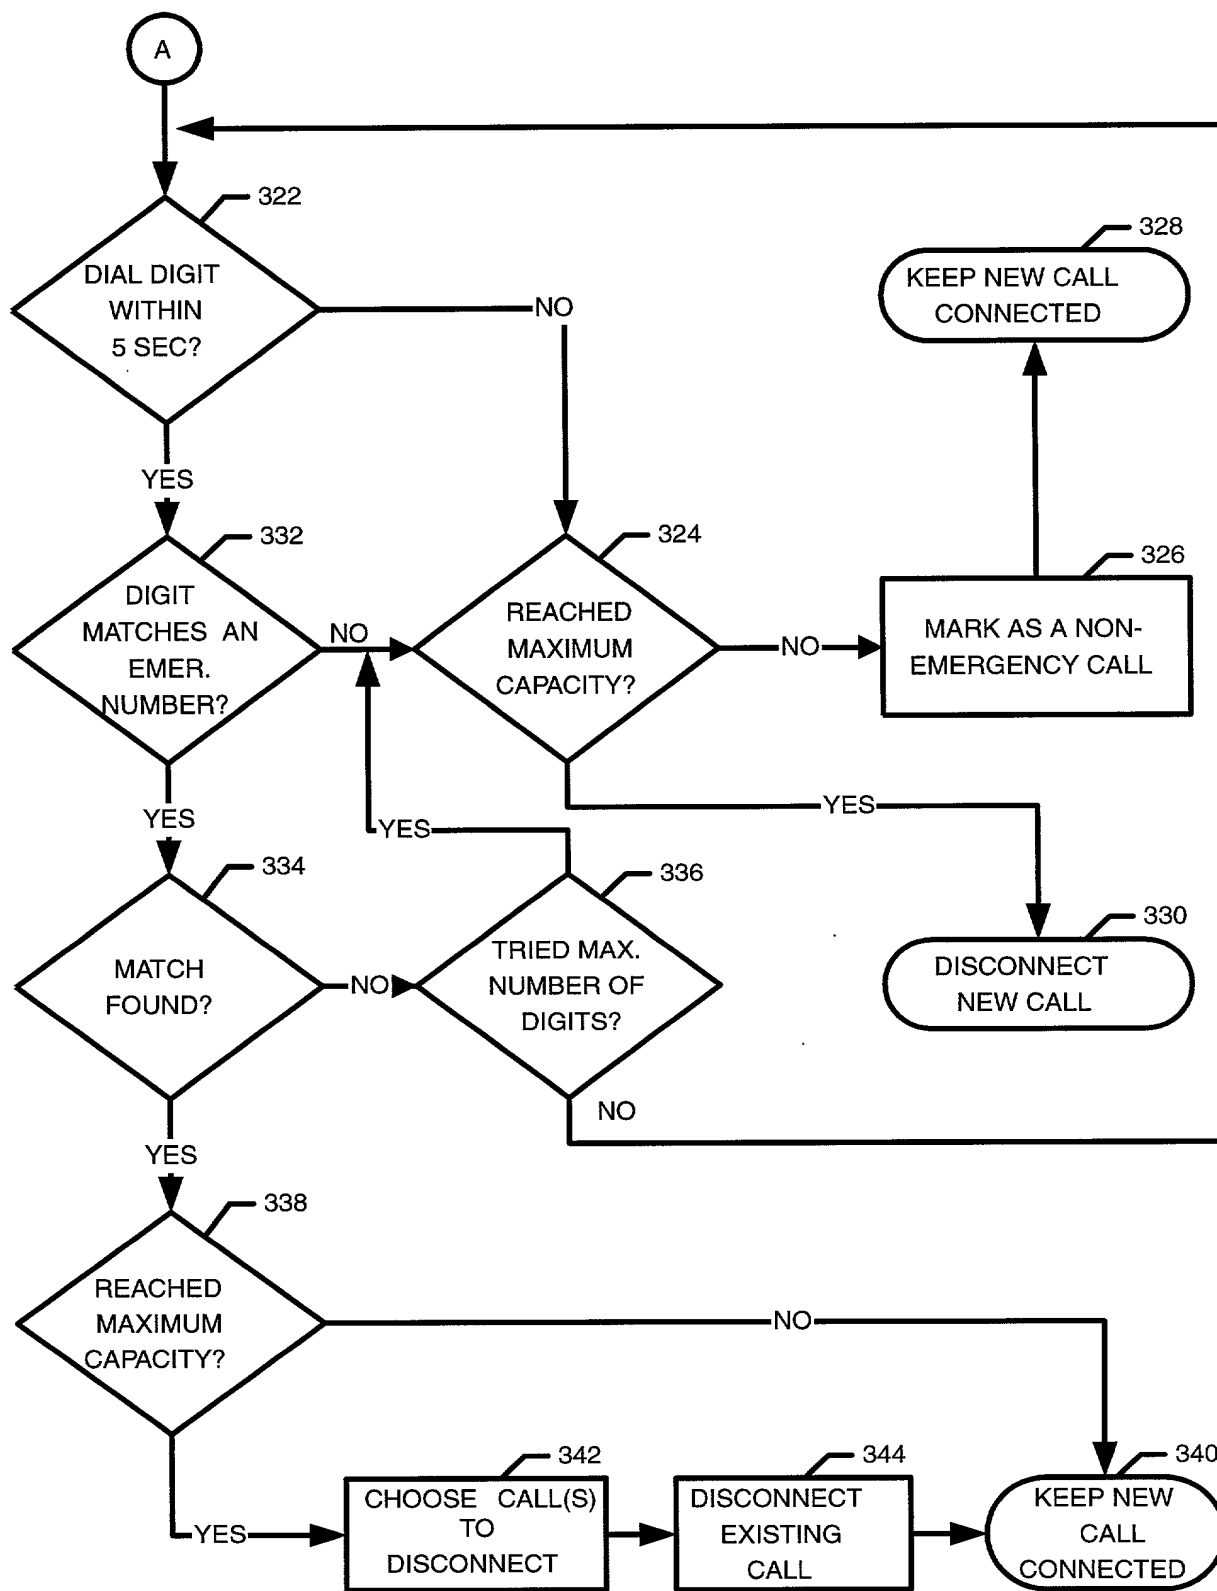 A
322
DIAL DIGIT
WITHIN
5 SEC?
NO
328
KEEP NEW CALL
CONNECTED
YES
332
DIGIT
MATCHES AN
EMER.
NUMBER?
NO
324
REACHED
MAXIMUM
CAPACITY?
NO
326
MARK AS A NON-
EMERGENCY CALL
YES
YES
YES
334
MATCH
FOUND?
NO
336
TRIED MAX.
NUMBER OF
DIGITS?
330
DISCONNECT
NEW CALL
NO
YES
338
REACHED
MAXIMUM
CAPACITY?
NO
YES
342
CHOOSE CALL(S)
TO
DISCONNECT
344
DISCONNECT
EXISTING
CALL
340
KEEP NEW
CALL
CONNECTED